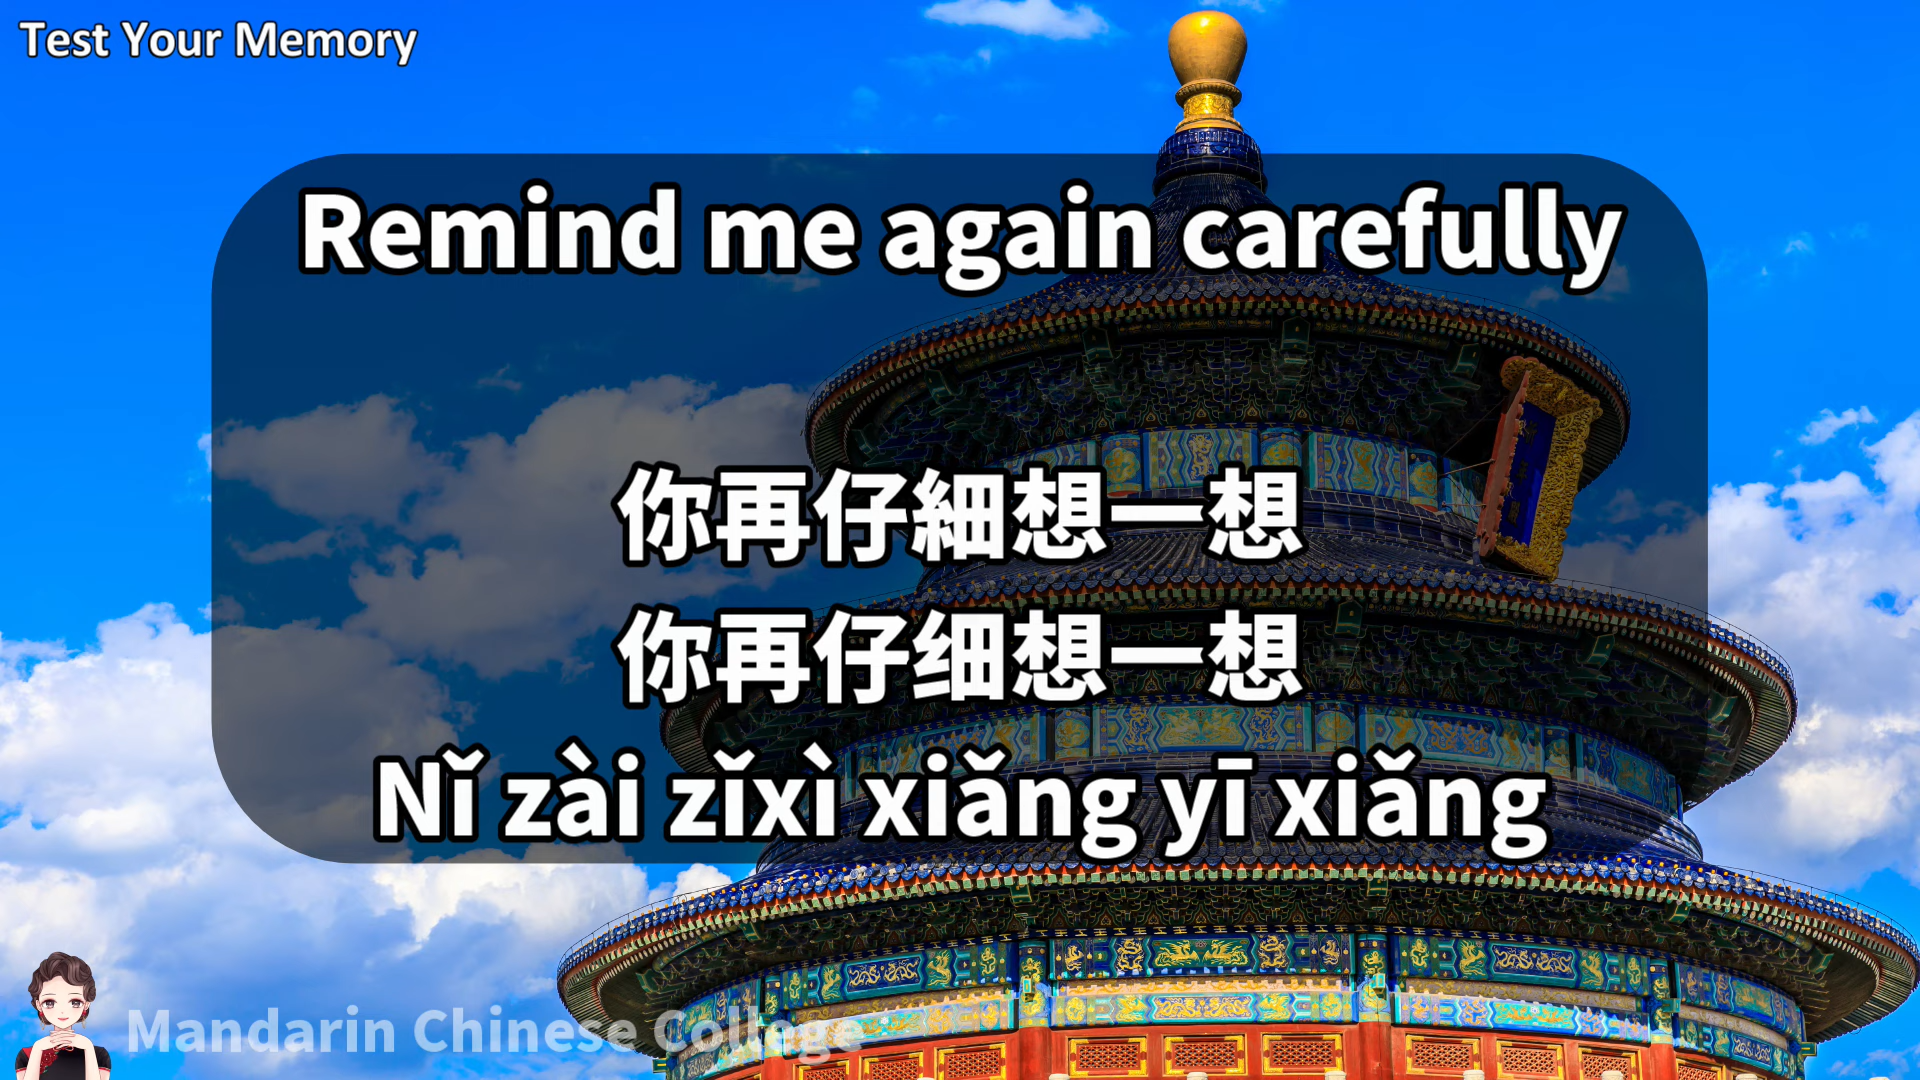 Test Your Memory
Remind me again carefully
你再仔細想一想
你再仔细想一想
Nǐ zài zǐxì xiǎng yī xiǎng
Mandarin Chinese College